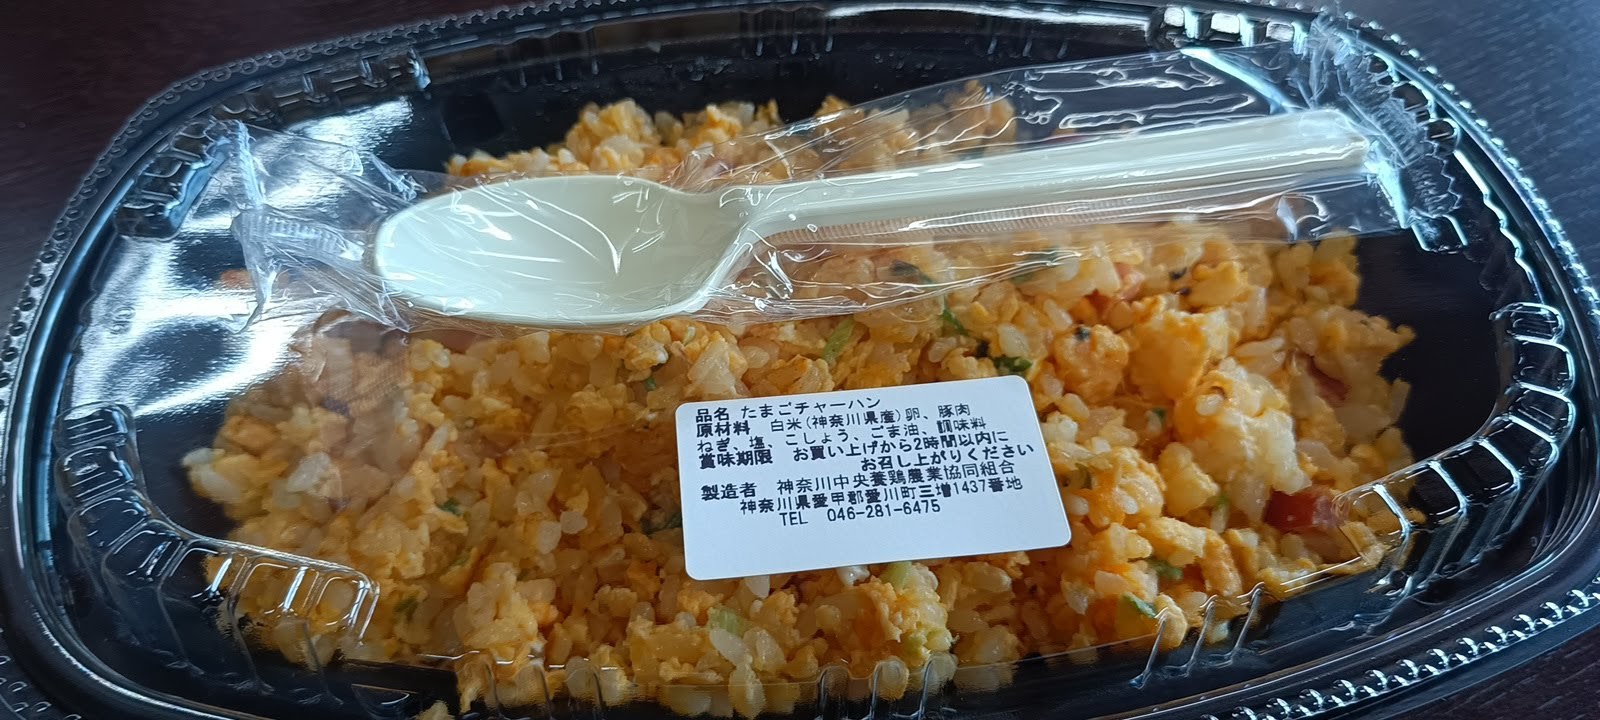 品名 たまごチャーハン
原材料 白米(神奈川県産)卵、豚肉
ねぎ、塩、こしょう、ごま油、調味料
賞味期限 お買い上げから2時間以内に
お召し上がりください
製造者 神奈川中央養鶏農業協同組合
神奈川県愛甲郡愛川町三増1437番地
TEL 046-281-6475